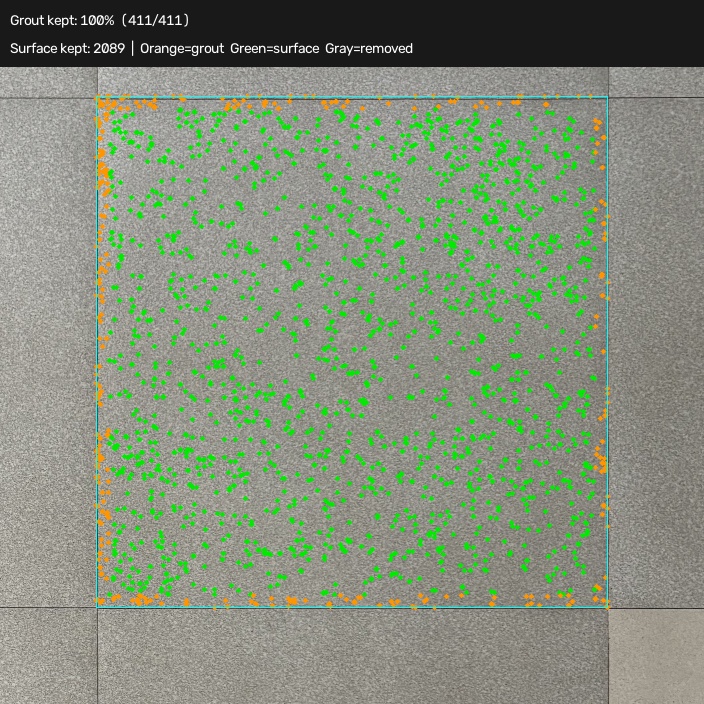 Grout kept: 100% (411/411)
Surface kept: 2089 | Orange=grout Green=surface Gray=removed